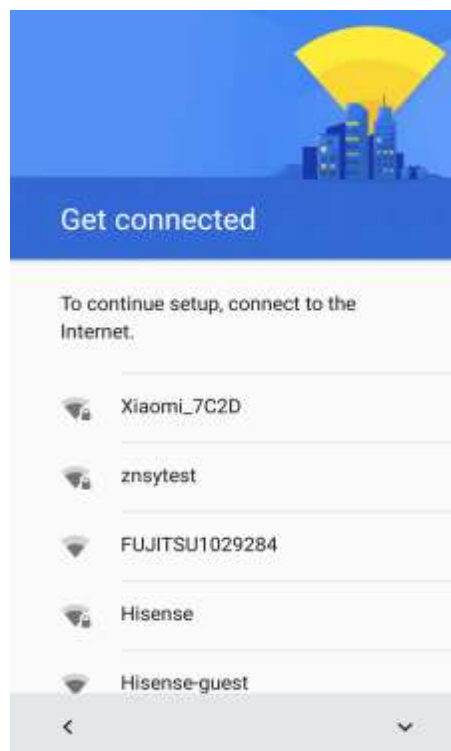 Get connected
To continue setup, connect to the
Internet.
Xiaomi_7C2D
znsytest
FUJITSU1029284
Hisense
Hisense-guest